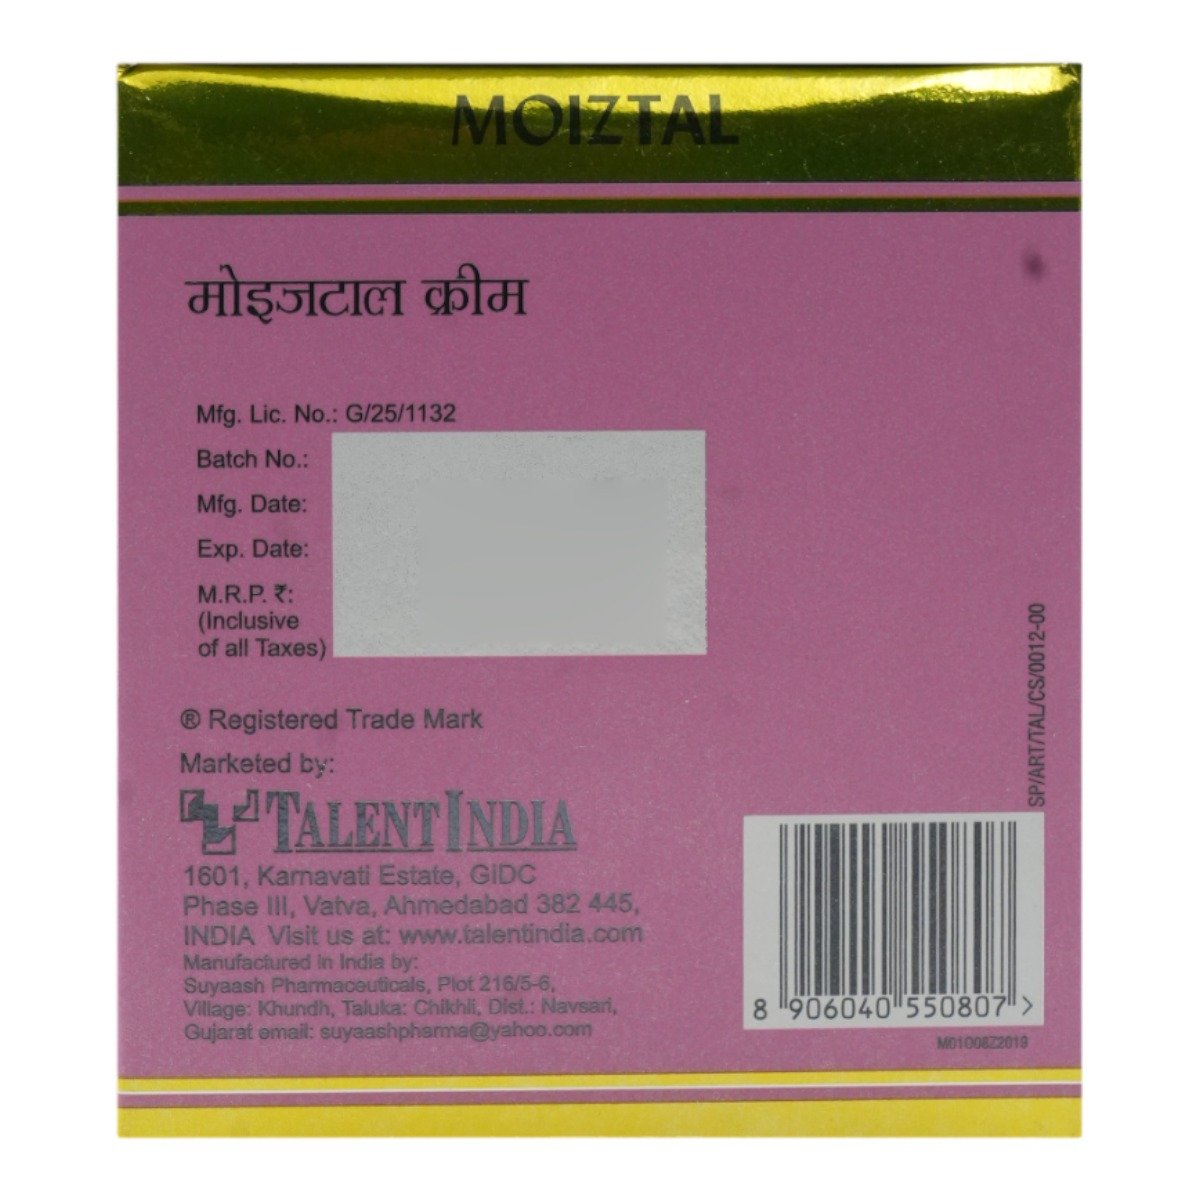 MOIZTAL
मोइजटाल क्रीम
Mfg. Lic. No.: G/25/1132
Batch No.:
Mfg. Date:
Exp. Date:
M.R.P. ₹:
(Inclusive
of all Taxes)
® Registered Trade Mark
Marketed by:
TALENT INDIA
1601, Karnavati Estate, GIDC
Phase III, Vatva, Ahmedabad 382 445,
INDIA Visit us at: www.talentindia.com
Manufactured in India by:
Suyaash Pharmaceuticals, Plot 216/5-6,
Village: Khundh, Taluka: Chikhli, Dist.: Navsari,
Gujarat email: suyaashpharma@yahoo.com
SP/ART/TAL/CS/0012-00
8 906040 550807 >
M01O08Z2019